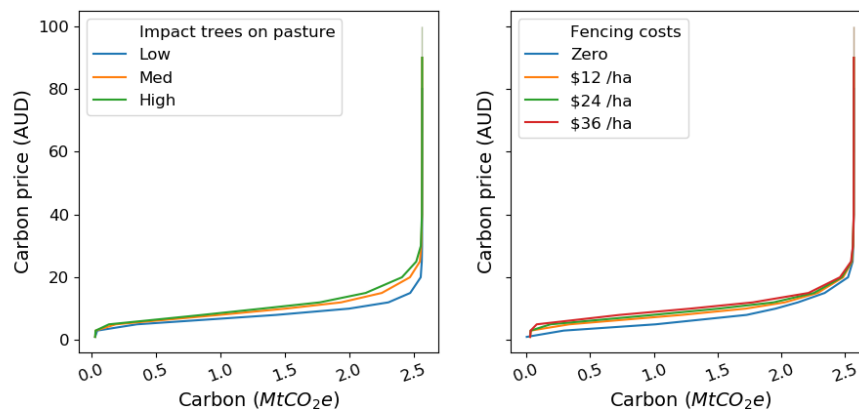 Impact trees on pasture
Low
Med
High
Carbon price (AUD)
100
80
60
40
20
0
0.0 0.5 1.0 1.5 2.0 2.5
Carbon (MtCO₂e)
Fencing costs
Zero
$12 /ha
$24 /ha
$36 /ha
Carbon price (AUD)
0.0 0.5 1.0 1.5 2.0 2.5
Carbon (MtCO₂e)